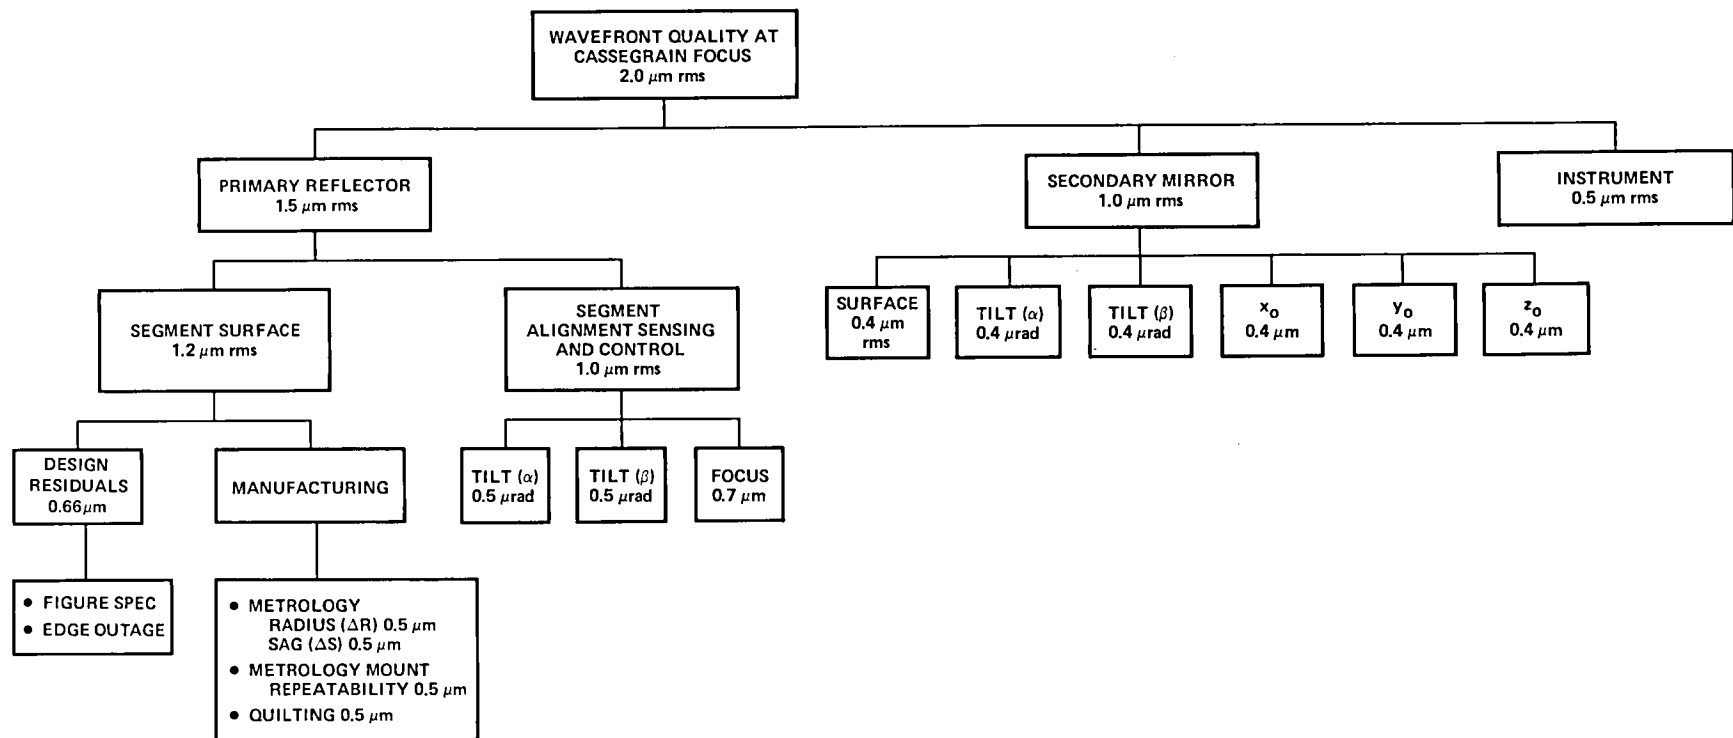 WAVEFRONT QUALITY AT
CASSEGRAIN FOCUS
2.0 μm rms
PRIMARY REFLECTOR
1.5 μm rms
SECONDARY MIRROR
1.0 μm rms
INSTRUMENT
0.5 μm rms
SEGMENT SURFACE
1.2 μm rms
SEGMENT
ALIGNMENT SENSING
AND CONTROL
1.0 μm rms
SURFACE
0.4 μm
rms
TILT (α)
0.4 μrad
TILT (β)
0.4 μrad
x₀
0.4 μm
y₀
0.4 μm
z₀
0.4 μm
DESIGN
RESIDUALS
0.66μm
MANUFACTURING
TILT (α)
0.5 μrad
TILT (β)
0.5 μrad
FOCUS
0.7 μm
● FIGURE SPEC
● EDGE OUTAGE
● METROLOGY
RADIUS (ΔR) 0.5 μm
SAG (ΔS) 0.5 μm
● METROLOGY MOUNT
REPEATABILITY 0.5 μm
● QUILTING 0.5 μm